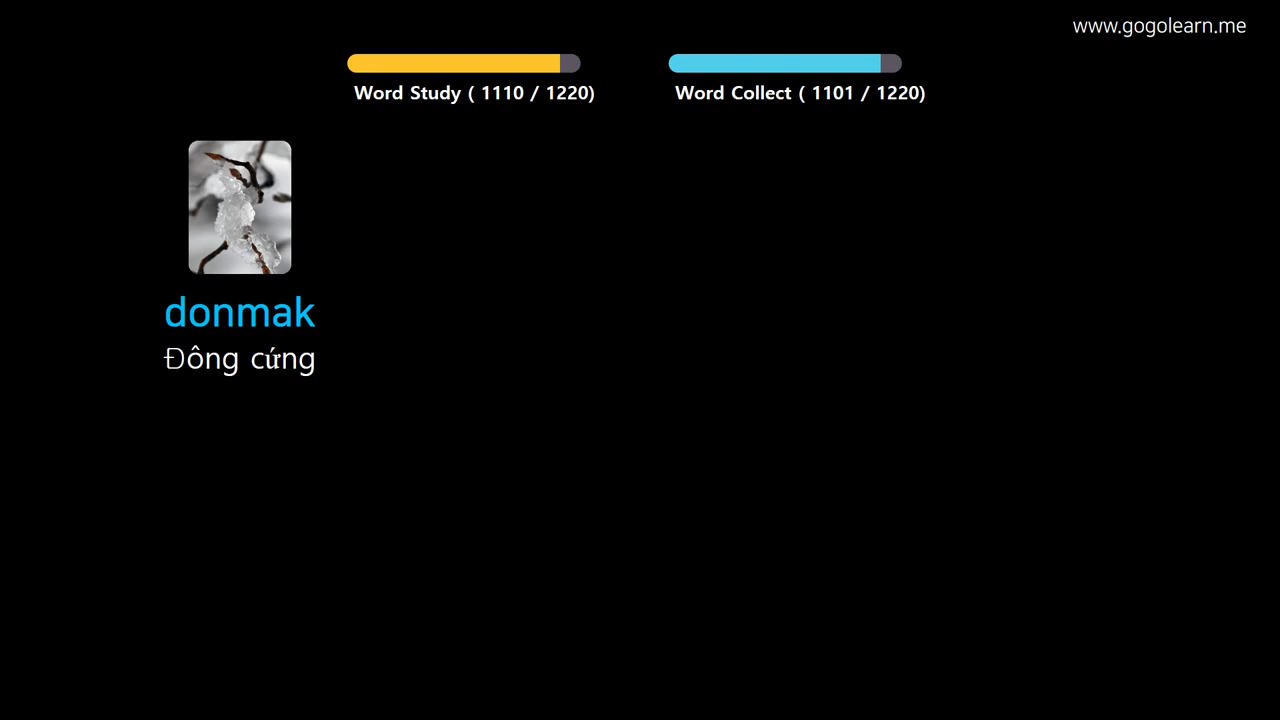 www.gogolearn.me
Word Study ( 1110 / 1220)
Word Collect ( 1101 / 1220)
donmak
Đông cứng